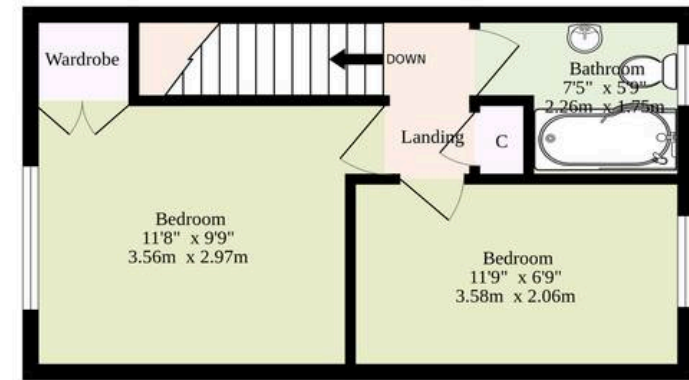 Wardrobe
DOWN
Bathroom
7'5" x 5'9"
2.26m x 1.75m
Landing
C
Bedroom
11'8" x 9'9"
3.56m x 2.97m
Bedroom
11'9" x 6'9"
3.58m x 2.06m